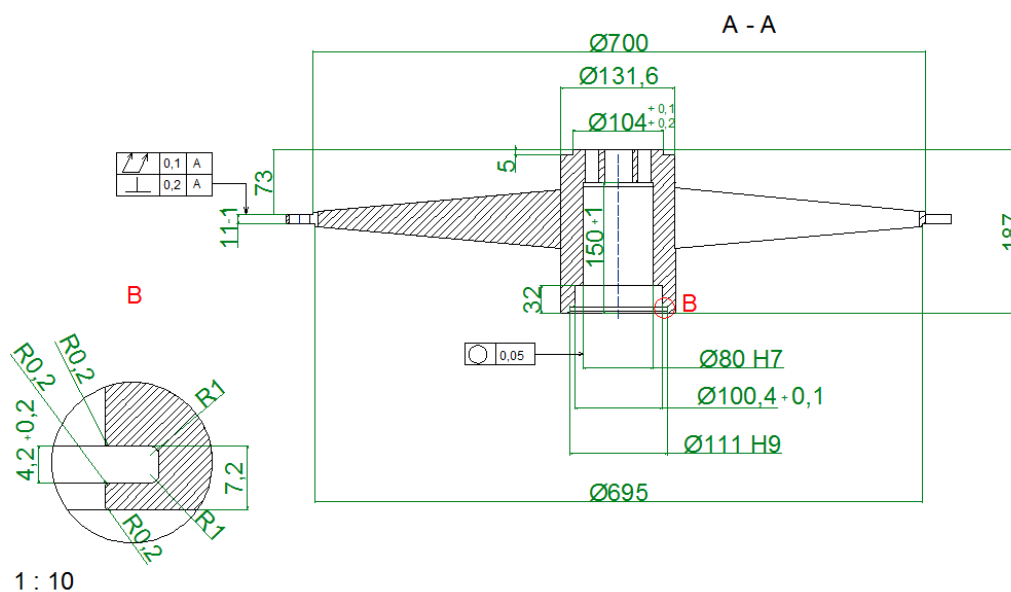 A - A
Ø700
Ø131,6
Ø104 + 0,1 + 0,2
5
0,1 A
0,2 A
73
11-1
187
150 +1
32
B
B
0,05
Ø80 H7
Ø100,4 +0,1
Ø111 H9
Ø695
R0,2
R0,2
R1
4,2 +0,2
7,2
R1
R0,2
1 : 10